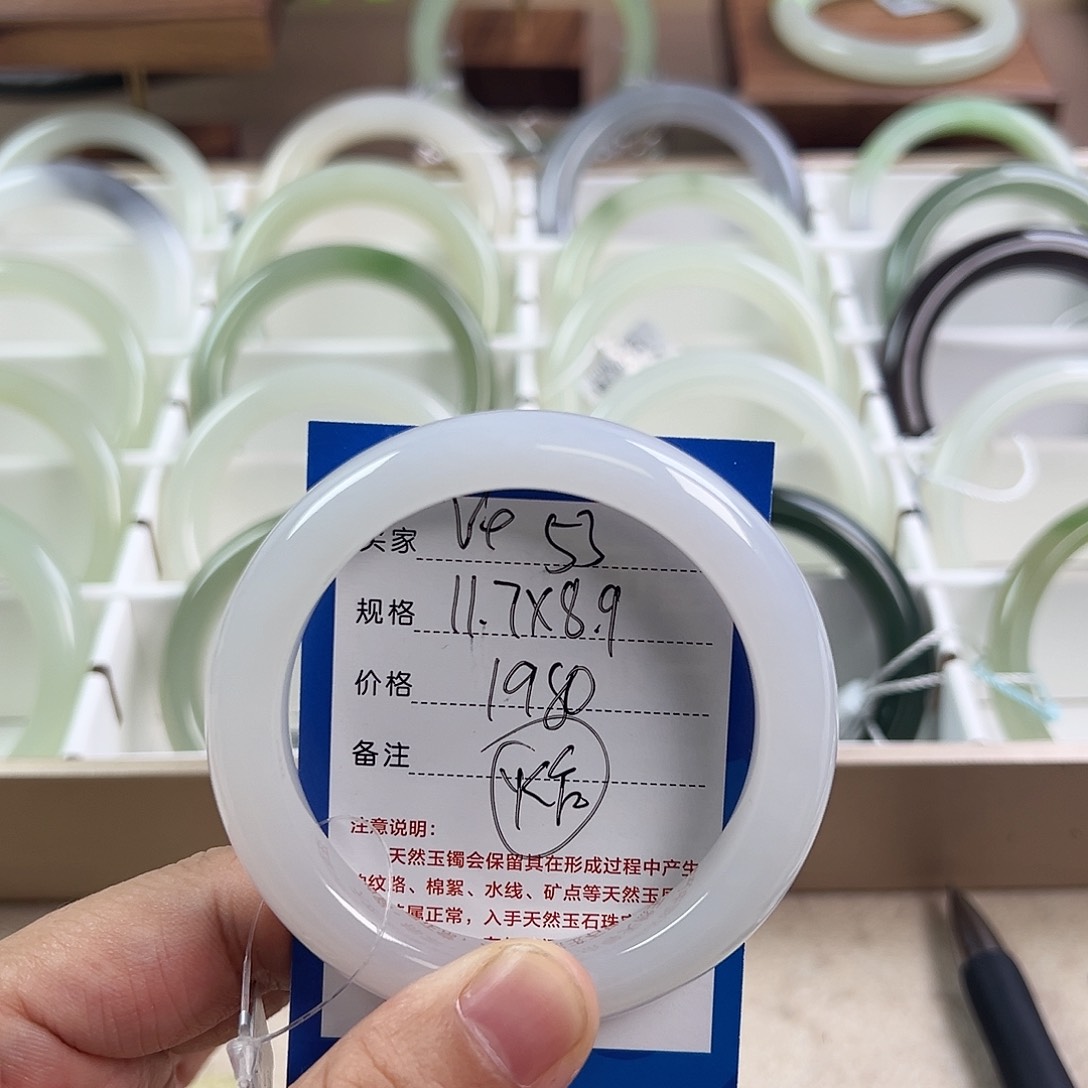 买家 Ve 53
规格 11.7X8.9
价格 1980
备注
注意说明：
天然玉镯会保留其在形成过程中产生
纹路、棉絮、水线、矿点等天然玉
属正常，入手天然玉石珠